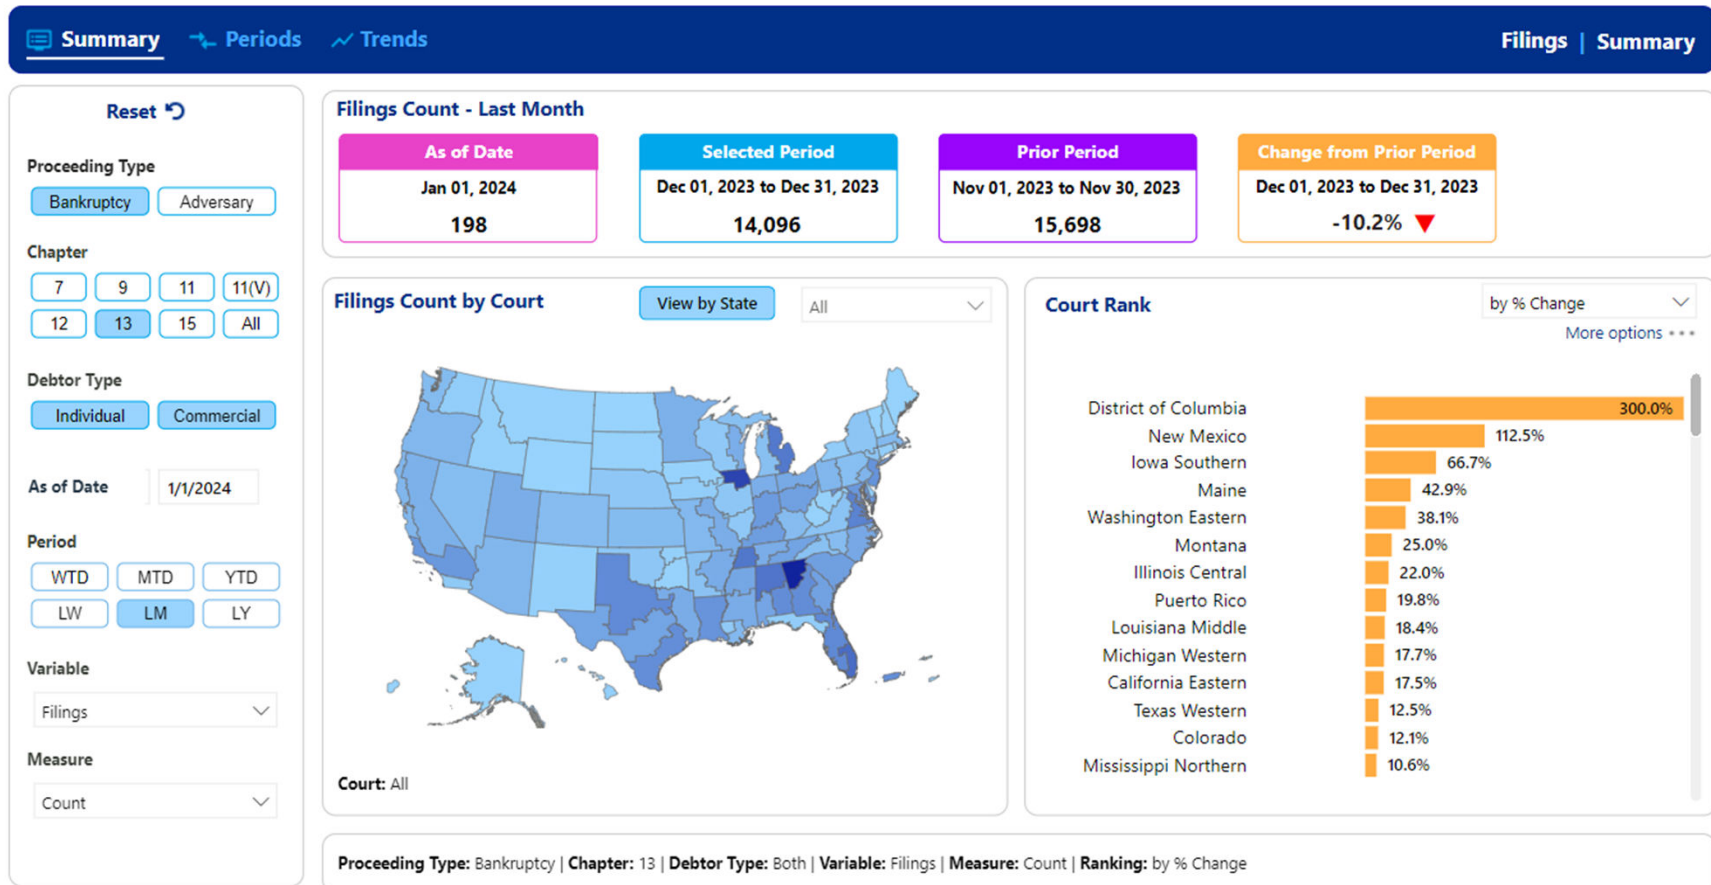 Summary Periods Trends Filings | Summary
Reset
Proceeding Type
Bankruptcy Adversary
Chapter
7 9 11 11(V)
12 13 15 All
Debtor Type
Individual Commercial
As of Date 1/1/2024
Period
WTD MTD YTD
LW LM LY
Variable
Filings
Measure
Count
Filings Count - Last Month
As of Date
Jan 01, 2024
198
Selected Period
Dec 01, 2023 to Dec 31, 2023
14,096
Prior Period
Nov 01, 2023 to Nov 30, 2023
15,698
Change from Prior Period
Dec 01, 2023 to Dec 31, 2023
-10.2%
Filings Count by Court View by State All
Court: All
Court Rank by % Change
More options
District of Columbia 300.0%
New Mexico 112.5%
Iowa Southern 66.7%
Maine 42.9%
Washington Eastern 38.1%
Montana 25.0%
Illinois Central 22.0%
Puerto Rico 19.8%
Louisiana Middle 18.4%
Michigan Western 17.7%
California Eastern 17.5%
Texas Western 12.5%
Colorado 12.1%
Mississippi Northern 10.6%
Proceeding Type: Bankruptcy | Chapter: 13 | Debtor Type: Both | Variable: Filings | Measure: Count | Ranking: by % Change